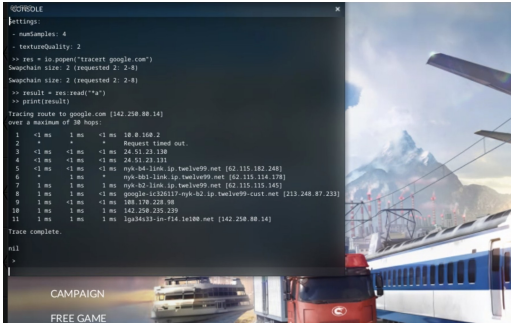 CONSOLE
Settings:
- numSamples: 4
- textureQuality: 2
>> res = io.popen("tracert google.com")
Swapchain size: 2 (requested 2: 2-8)
Swapchain size: 2 (requested 2: 2-8)
>> result = res:read("*a")
>> print(result)
Tracing route to google.com [142.250.80.14]
over a maximum of 30 hops:
1 <1 ms 1 ms <1 ms 10.0.160.2
2 * * * Request timed out.
3 <1 ms <1 ms <1 ms 24.51.23.130
4 <1 ms <1 ms <1 ms 24.51.23.131
5 <1 ms <1 ms <1 ms nyk-b4-link.ip.twelve99.net [62.115.182.248]
6 * 1 ms * nyk-bb1-link.ip.twelve99.net [62.115.114.178]
7 1 ms 1 ms 1 ms nyk-b2-link.ip.twelve99.net [62.115.115.145]
8 1 ms 1 ms 1 ms google-ic326117-nyk-b2.ip.twelve99-cust.net [213.248.87.233]
9 1 ms <1 ms <1 ms 108.170.228.98
10 1 ms 1 ms 1 ms 142.250.235.239
11 1 ms 1 ms 1 ms lga34s33-in-f14.1e100.net [142.250.80.14]
Trace complete.
nil
>
CAMPAIGN
FREE GAME